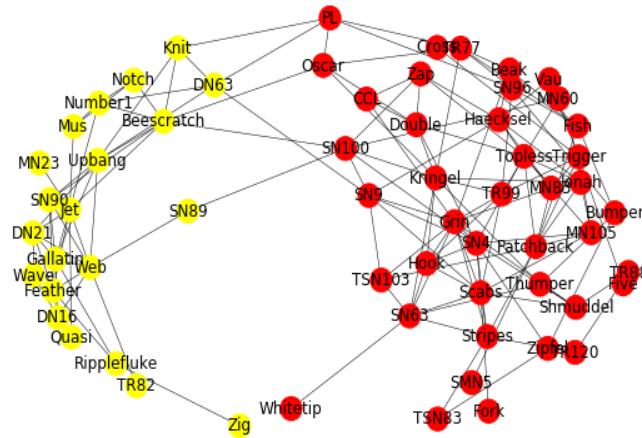 PL
Knit
Cross
TR77
Oscar
Zap
Beak
Vau
Notch
DN63
SN96
CCL
MN60
Number1
Beescratch
Haecksel
Fish
Mus
Double
SN100
Topless
Trigger
MN23
Upbang
Kringel
MN83
Jonah
SN90
SN9
TR99
Jet
SN89
Bumper
DN21
Grin
MN105
SN4
Patchback
Gallatin
Web
Hook
Wave
TSN103
Thumper
TR88
Five
Feather
Scabs
Shmuddel
DN16
SN63
Quasi
Stripes
Zipfel
TR120
Ripplefluke
TR82
SMN5
Whitetip
Fork
TSN83
Zig